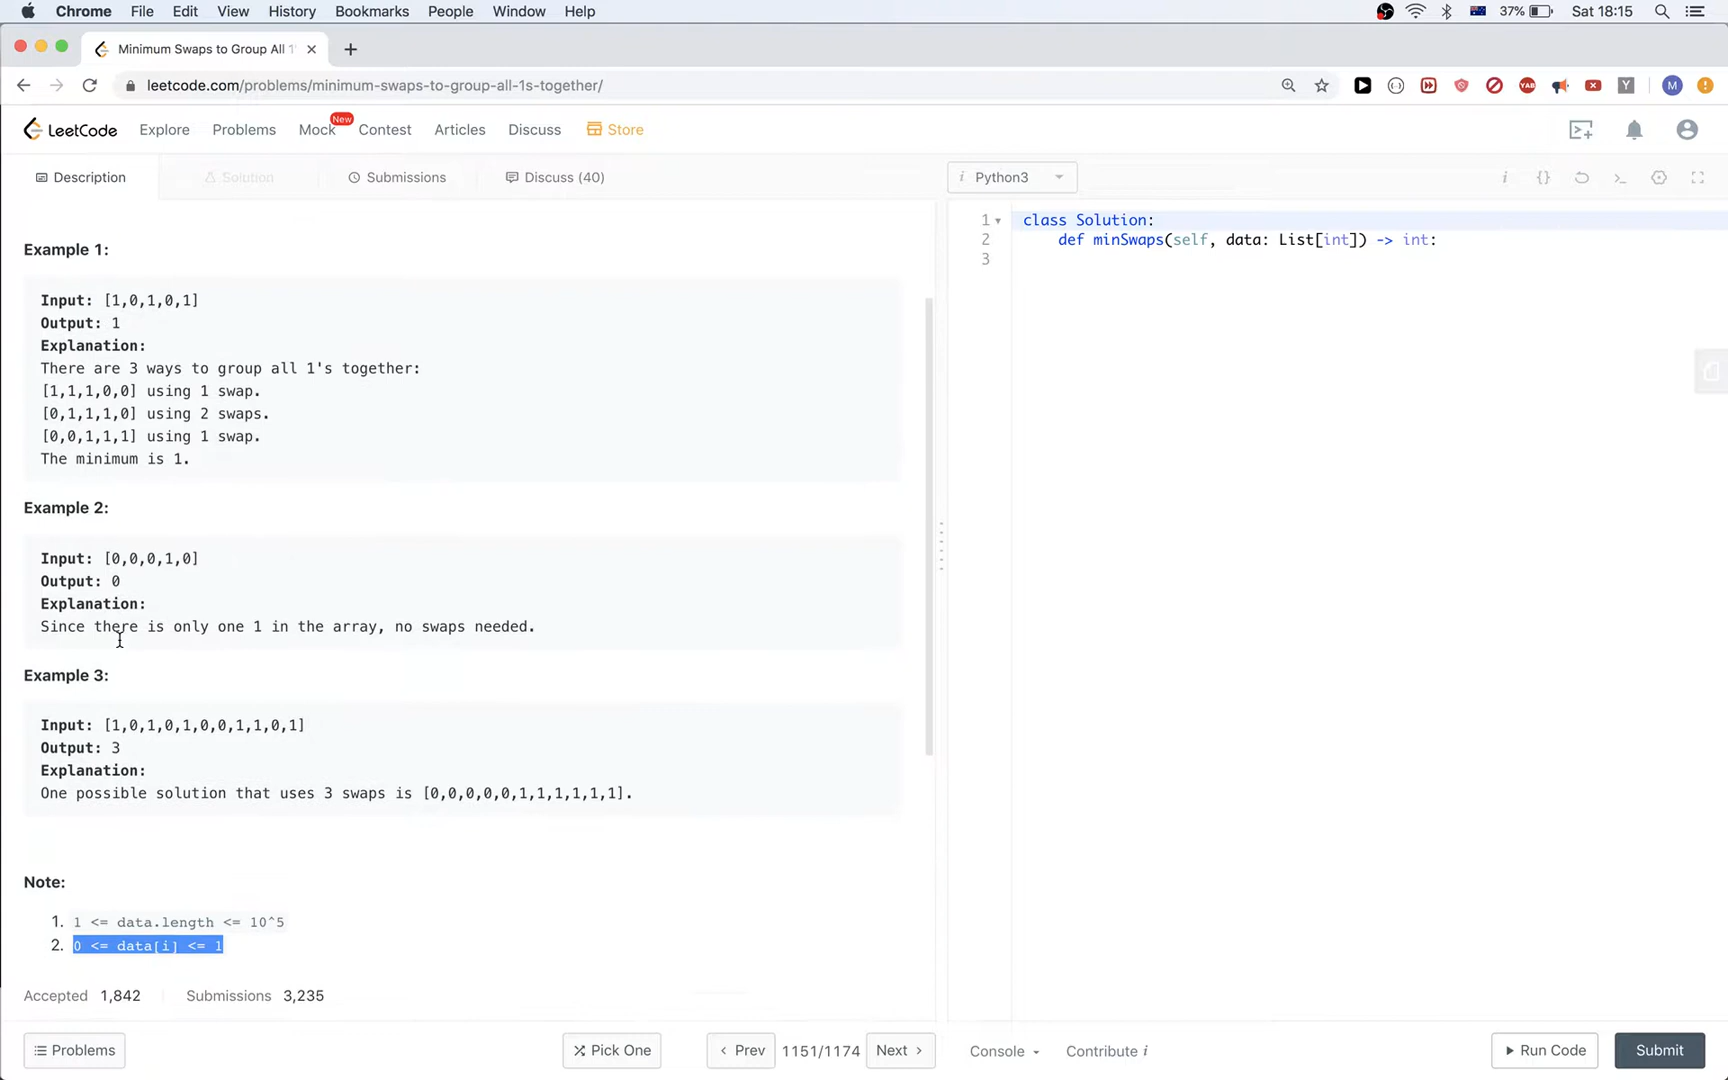 Chrome File Edit View History Bookmarks People Window Help 37% Sat 18:15
Minimum Swaps to Group All 1'
leetcode.com/problems/minimum-swaps-to-group-all-1s-together/ YAB Y M
LeetCode Explore Problems Mock New Contest Articles Discuss Store
Description Solution Submissions Discuss (40) i Python3 i {} >_
Example 1:
Input: [1,0,1,0,1]
Output: 1
Explanation:
There are 3 ways to group all 1's together:
[1,1,1,0,0] using 1 swap.
[0,1,1,1,0] using 2 swaps.
[0,0,1,1,1] using 1 swap.
The minimum is 1.
Example 2:
Input: [0,0,0,1,0]
Output: 0
Explanation:
Since there is only one 1 in the array, no swaps needed.
Example 3:
Input: [1,0,1,0,1,0,0,1,1,0,1]
Output: 3
Explanation:
One possible solution that uses 3 swaps is [0,0,0,0,0,1,1,1,1,1,1].
Note:
1. 1 <= data.length <= 10^5
2. 0 <= data[i] <= 1
Accepted 1,842 Submissions 3,235
1 class Solution:
2 def minSwaps(self, data: List[int]) -> int:
3
Problems Pick One Prev 1151/1174 Next Console Contribute i Run Code Submit